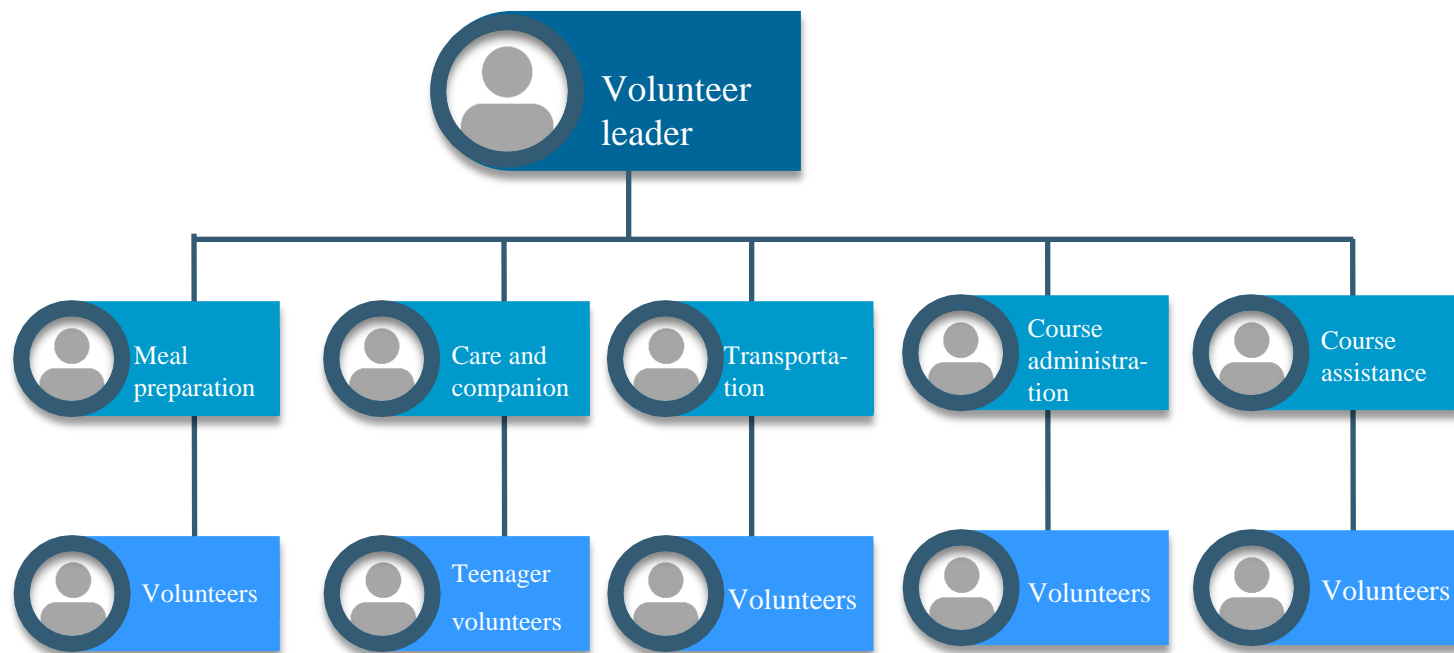 Volunteer
leader
Meal
preparation
Care and
companion
Transporta-
tion
Course
administra-
tion
Course
assistance
Volunteers
Teenager
volunteers
Volunteers
Volunteers
Volunteers